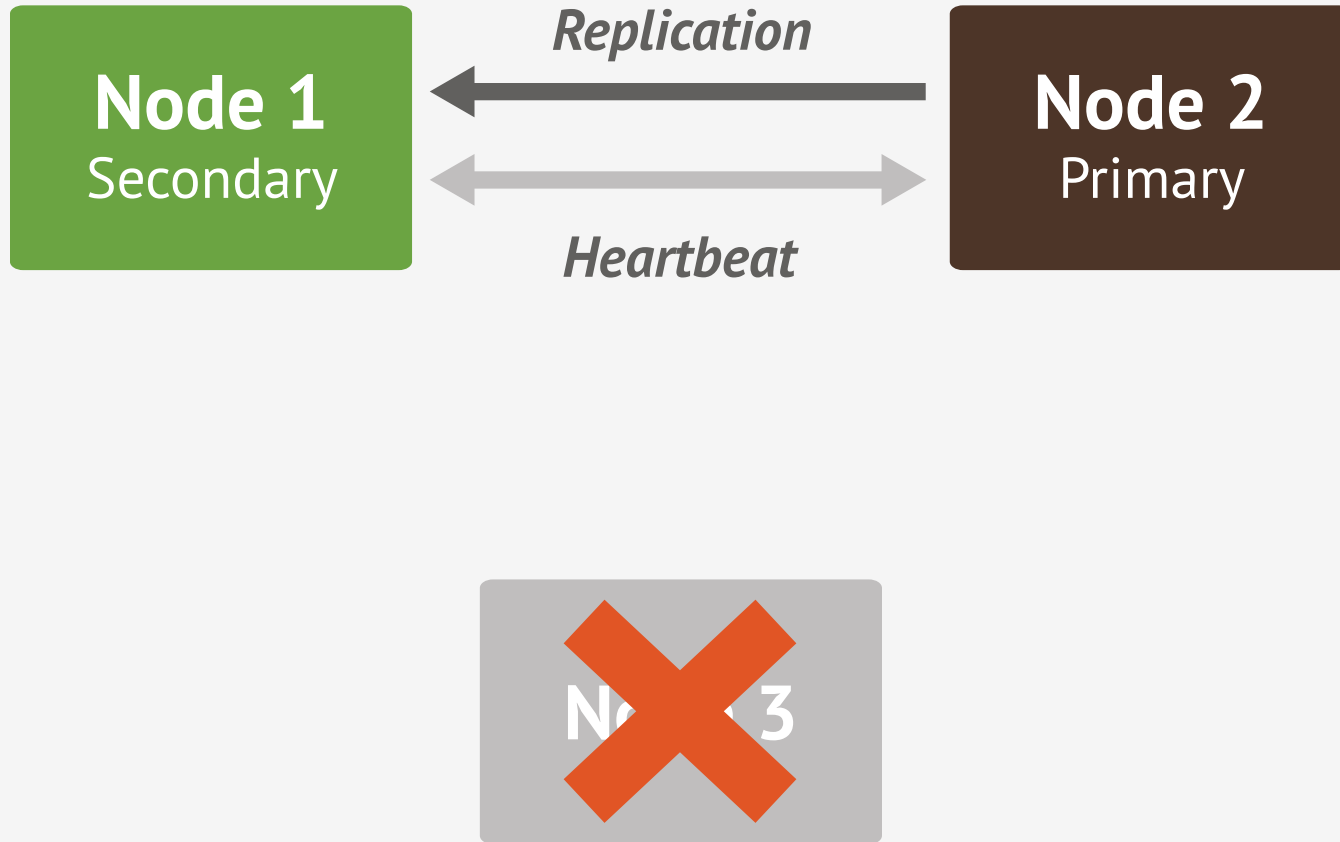 Replication
Node 1
Secondary
Node 2
Primary
Heartbeat
3